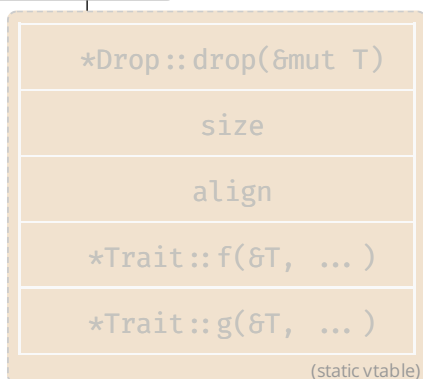 *Drop::drop(&mut T)
size
align
*Trait::f(&T, ...)
*Trait::g(&T, ...)
(static vtable)